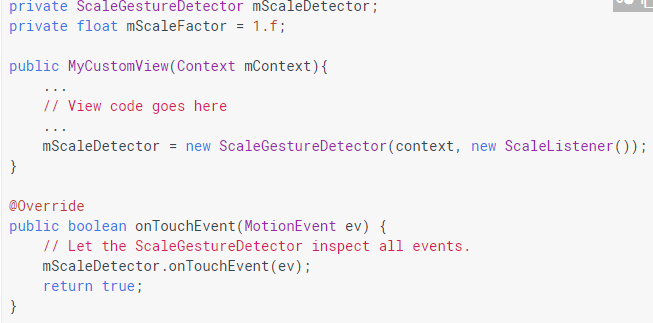 private ScaleGestureDetector mScaleDetector;
private float mScaleFactor = 1.f;
public MyCustomView(Context mContext){
...
// View code goes here
...
mScaleDetector = new ScaleGestureDetector(context, new ScaleListener());
}
@Override
public boolean onTouchEvent(MotionEvent ev) {
// Let the ScaleGestureDetector inspect all events.
mScaleDetector.onTouchEvent(ev);
return true;
}